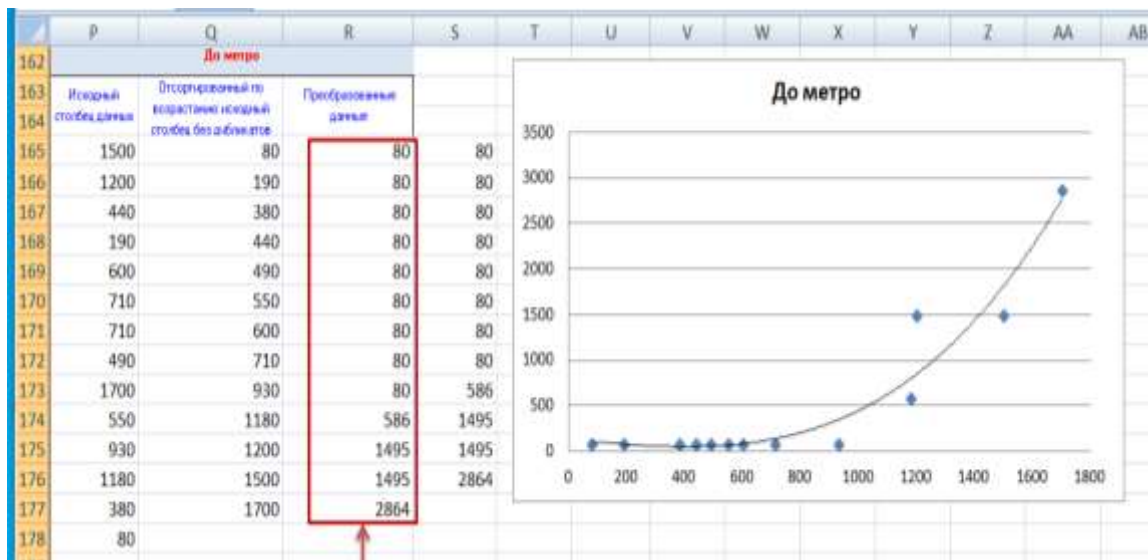 P Q R S T U V W X Y Z AA AB
162 До метро
163 Исходный столбец данных Отсортированный по возрастанию исходный столбец без дубликатов Преобразованные данные
164
165 1500 80 80 80
166 1200 190 80 80
167 440 380 80 80
168 190 440 80 80
169 600 490 80 80
170 710 550 80 80
171 710 600 80 80
172 490 710 80 80
173 1700 930 80 586
174 550 1180 586 1495
175 930 1200 1495 1495
176 1180 1500 1495 2864
177 380 1700 2864
178 80
До метро
3500
3000
2500
2000
1500
1000
500
0
0 200 400 600 800 1000 1200 1400 1600 1800